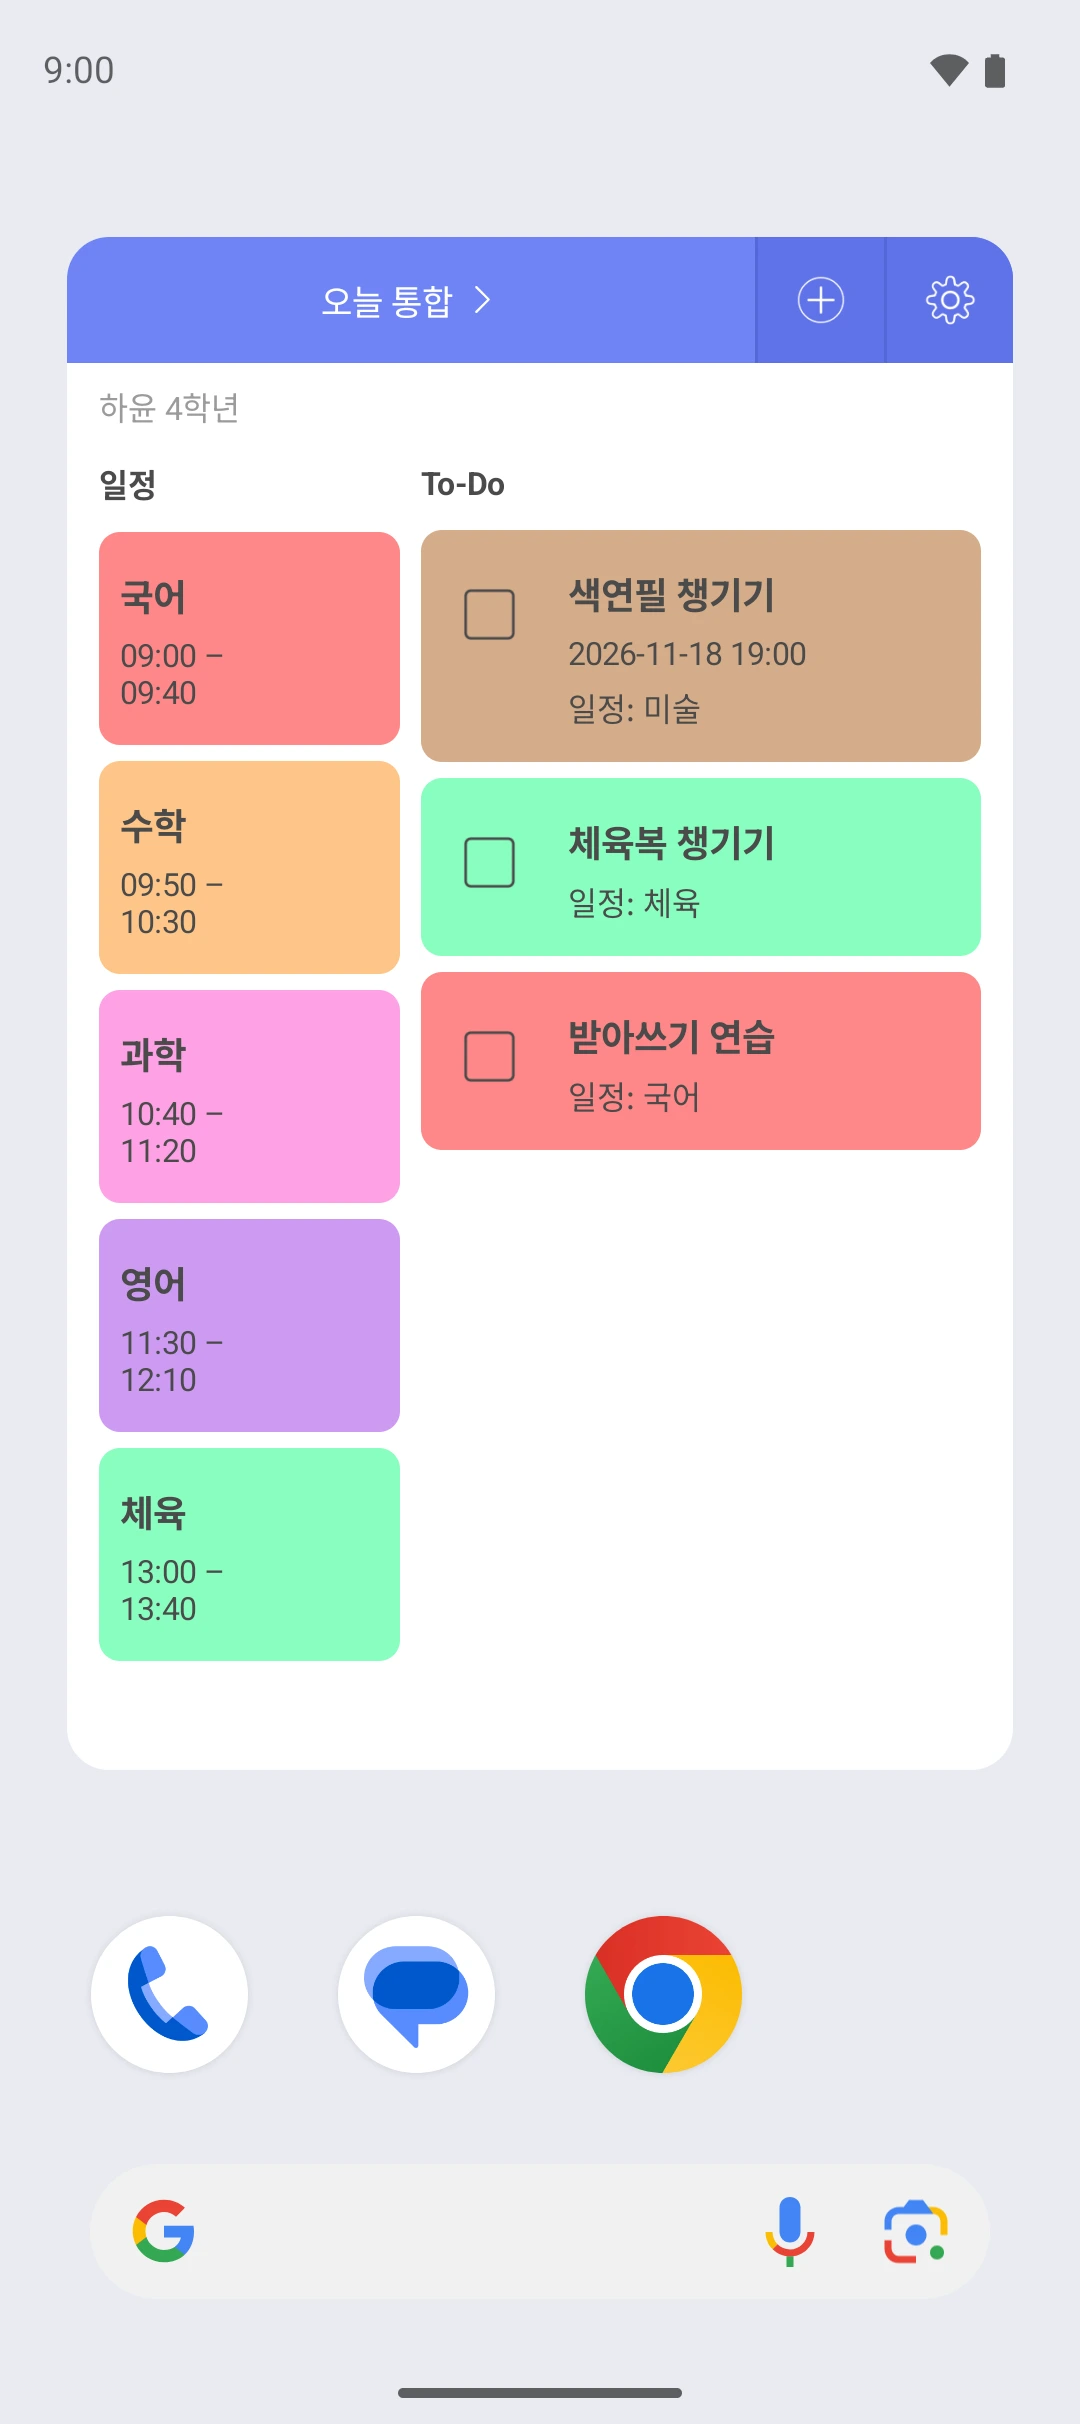 9:00
오늘 통합
하윤 4학년
일정
국어
09:00 –
09:40
수학
09:50 –
10:30
과학
10:40 –
11:20
영어
11:30 –
12:10
체육
13:00 –
13:40
To-Do
색연필 챙기기
2026-11-18 19:00
일정: 미술
체육복 챙기기
일정: 체육
받아쓰기 연습
일정: 국어